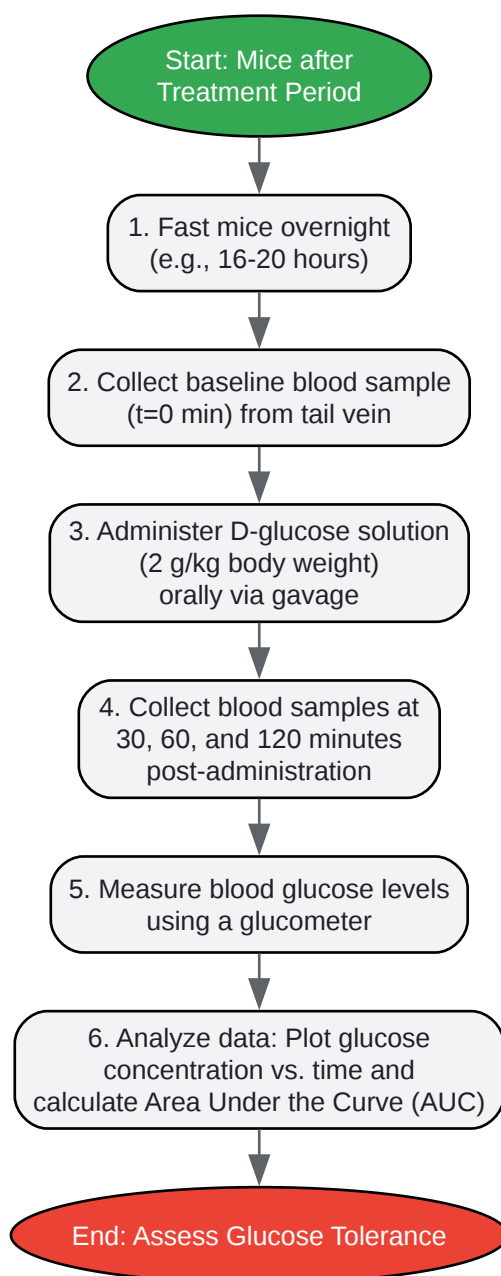 Start: Mice after
Treatment Period
1. Fast mice overnight
(e.g., 16-20 hours)
2. Collect baseline blood sample
(t=0 min) from tail vein
3. Administer D-glucose solution
(2 g/kg body weight)
orally via gavage
4. Collect blood samples at
30, 60, and 120 minutes
post-administration
5. Measure blood glucose levels
using a glucometer
6. Analyze data: Plot glucose
concentration vs. time and
calculate Area Under the Curve (AUC)
End: Assess Glucose Tolerance